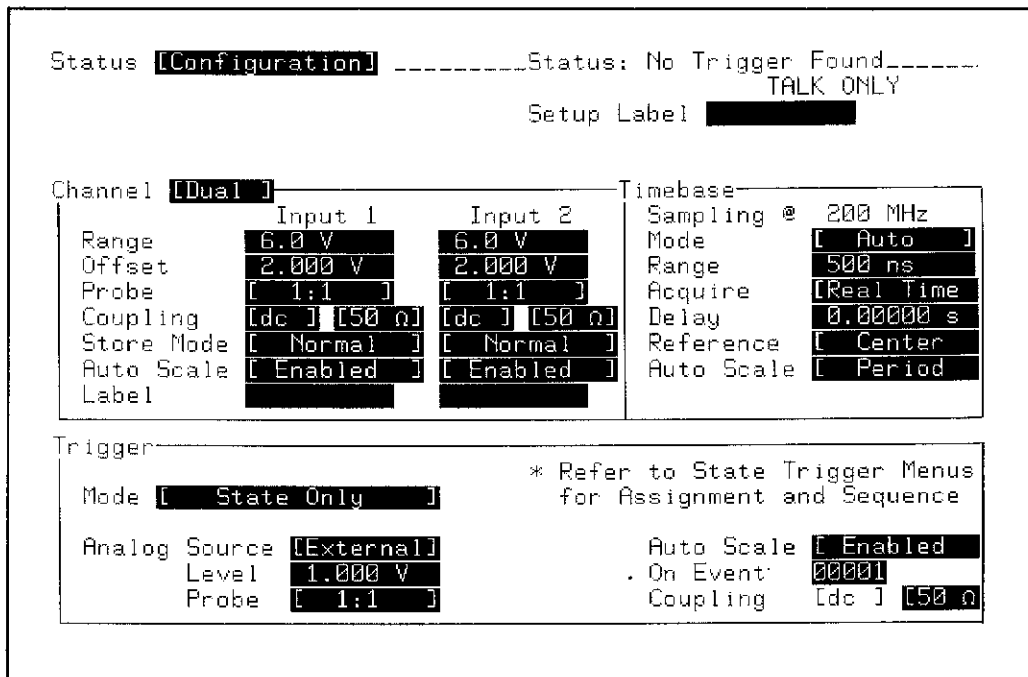 Status [Configuration] _________Status: No Trigger Found______
TALK ONLY
Setup Label
Channel [Dual ]
Input 1 Input 2
Range 6.0 V 6.0 V
Offset 2.000 V 2.000 V
Probe [ 1:1 ] [ 1:1 ]
Coupling [dc ] [50 Ω] [dc ] [50 Ω]
Store Mode [ Normal ] [ Normal ]
Auto Scale [ Enabled ] [ Enabled ]
Label
Timebase
Sampling @ 200 MHz
Mode [ Auto ]
Range 500 ns
Acquire [Real Time
Delay 0.00000 s
Reference [ Center
Auto Scale [ Period
Trigger
Mode [ State Only ]
* Refer to State Trigger Menus
for Assignment and Sequence
Analog Source [External]
Level 1.000 V
Probe [ 1:1 ]
Auto Scale [ Enabled
On Event 00001
Coupling [dc ] [50 Ω